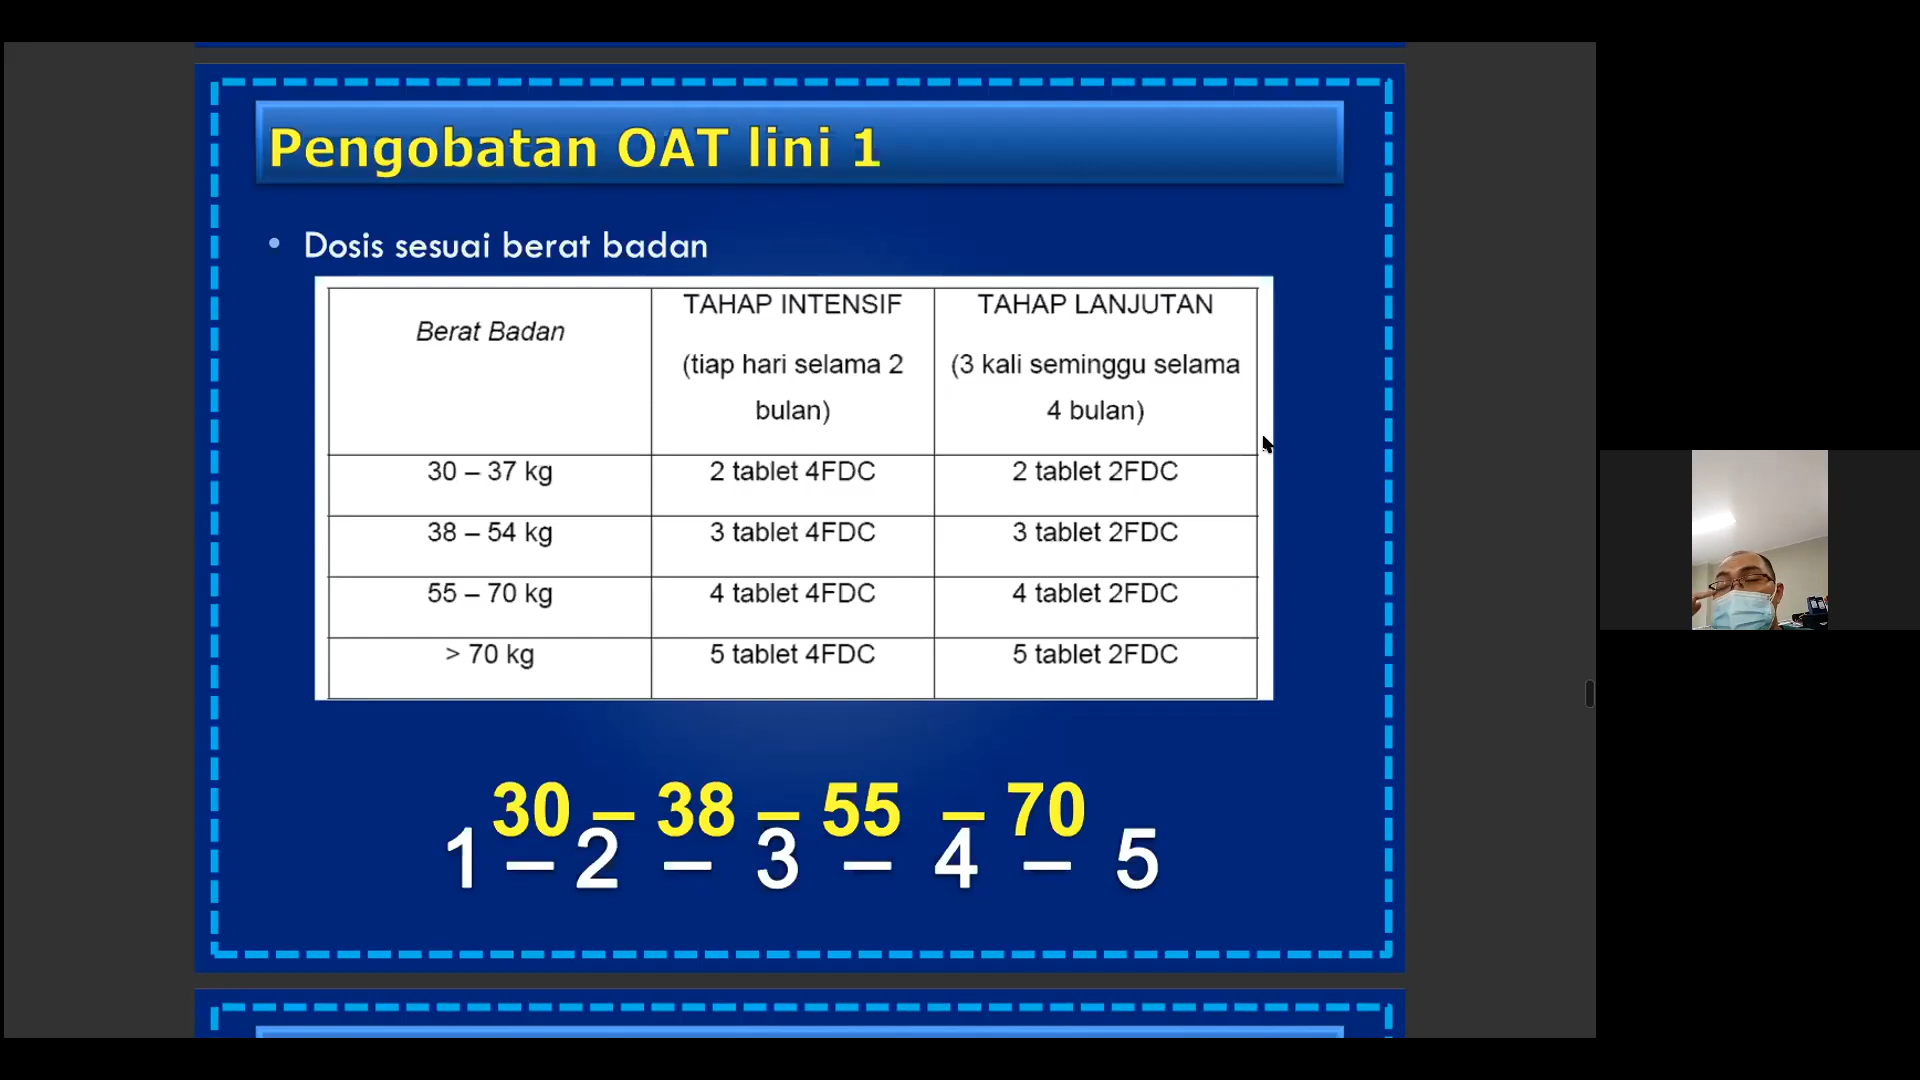 Pengobatan OAT lini 1
• Dosis sesuai berat badan
Berat Badan
TAHAP INTENSIF
(tiap hari selama 2
bulan)
TAHAP LANJUTAN
(3 kali seminggu selama
4 bulan)
30 – 37 kg 2 tablet 4FDC 2 tablet 2FDC
38 – 54 kg 3 tablet 4FDC 3 tablet 2FDC
55 – 70 kg 4 tablet 4FDC 4 tablet 2FDC
> 70 kg 5 tablet 4FDC 5 tablet 2FDC
30 – 38 – 55 – 70
1 – 2 – 3 – 4 – 5